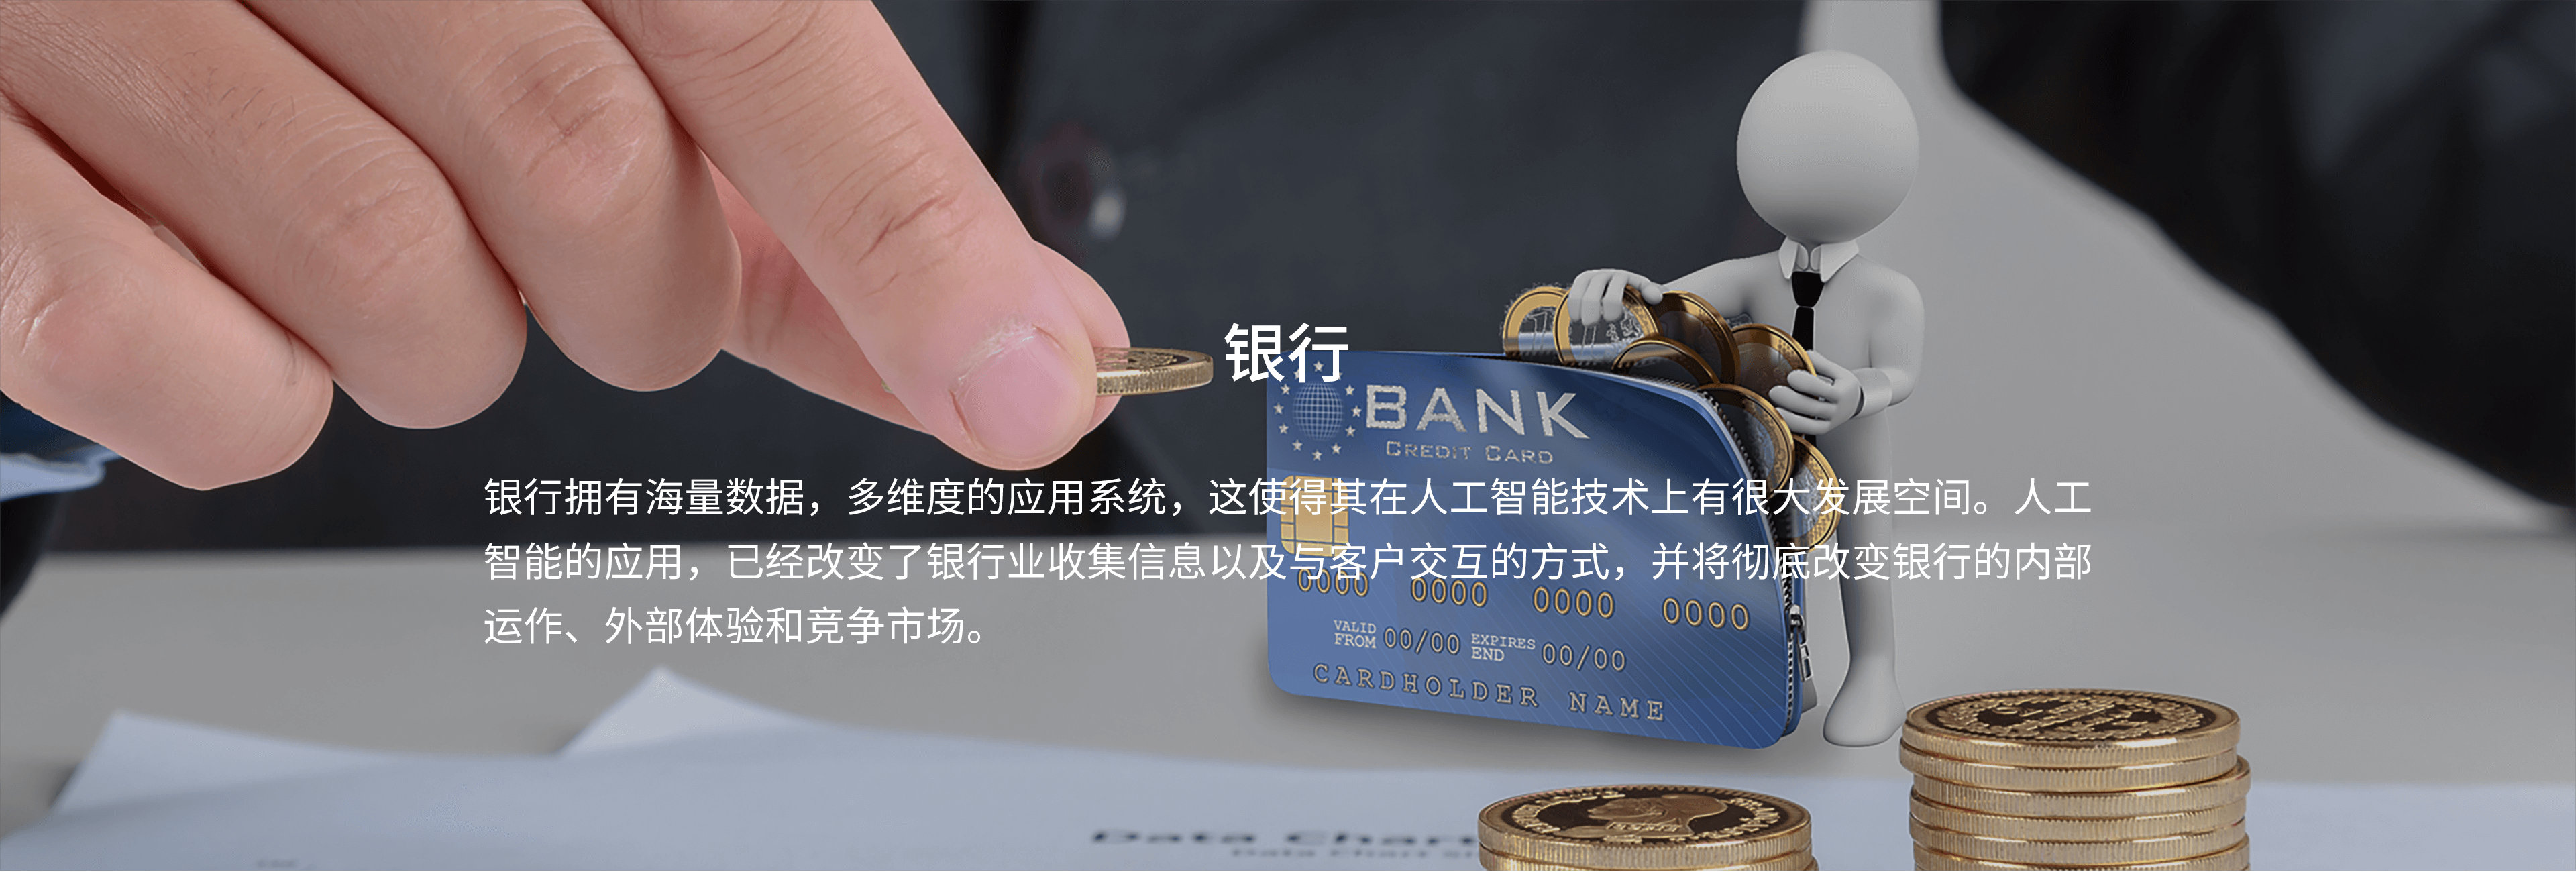 银行
BANK
CREDIT CARD
银行拥有海量数据，多维度的应用系统，这使得其在人工智能技术上有很大发展空间。人工
智能的应用，已经改变了银行业收集信息以及与客户交互的方式，并将彻底改变银行的内部
运作、外部体验和竞争市场。
0000 0000 0000 0000
VALID FROM 00/00 EXPIRES END 00/00
CARDHOLDER NAME
Data Chart